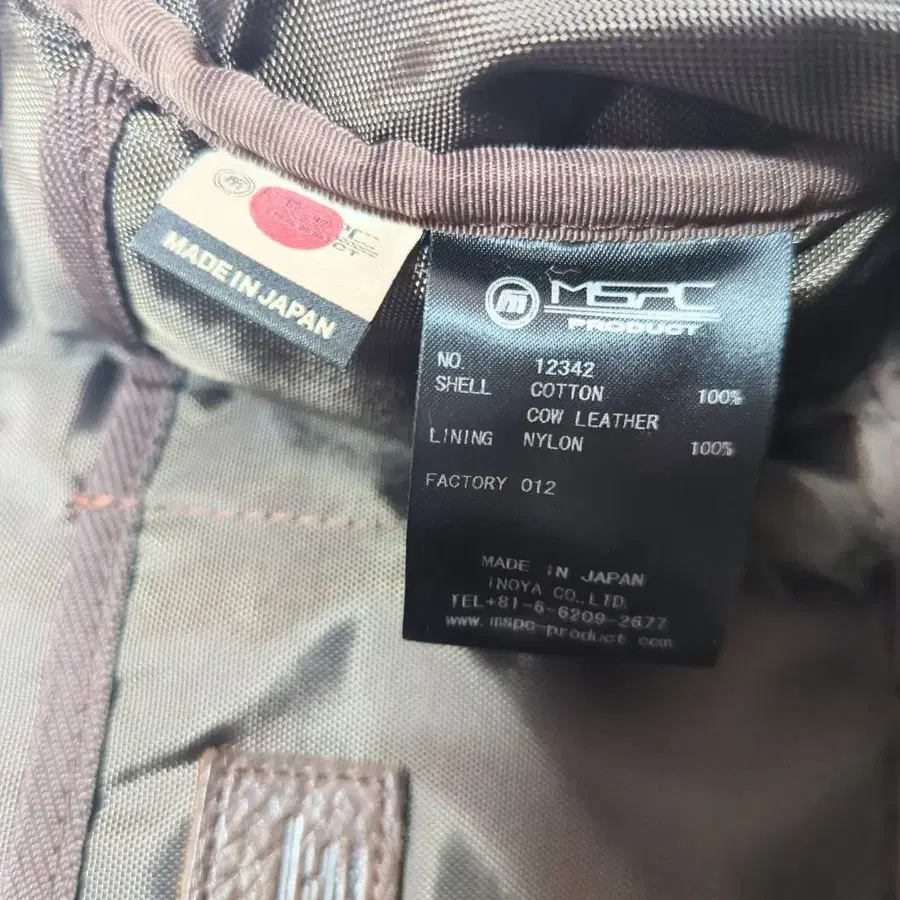 MADE IN JAPAN
m MSPC
PRODUCT
NO 12342
SHELL COTTON 100%
COW LEATHER
LINING NYLON 100%
FACTORY 012
MADE IN JAPAN
INOYA CO.,LTD.
TEL+81-6-6209-2677
www.mspc-product.com